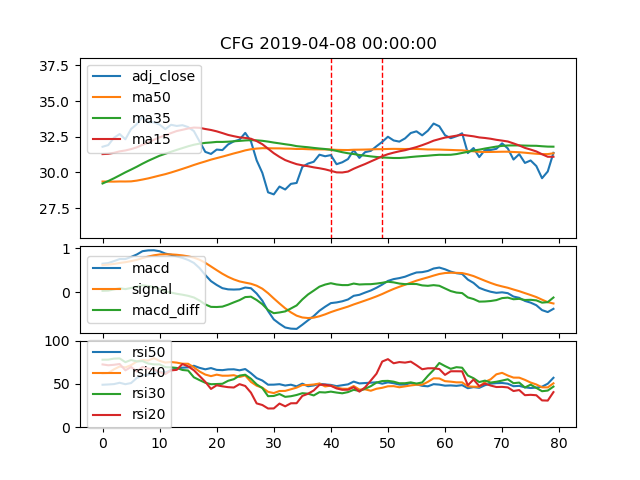 CFG 2019-04-08 00:00:00
37.5
35.0
32.5
30.0
27.5
adj_close
ma50
ma35
ma15
1
0
macd
signal
macd_diff
100
50
0
rsi50
rsi40
rsi30
rsi20
0 10 20 30 40 50 60 70 80